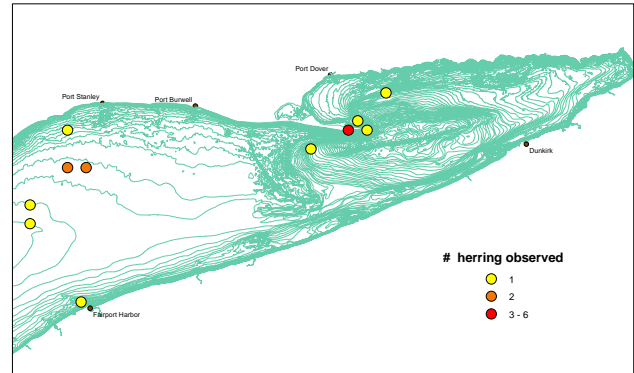 Port Dover
Port Stanley
Port Burwell
Dunkirk
# herring observed
1
2
3 - 6
Fairport Harbor